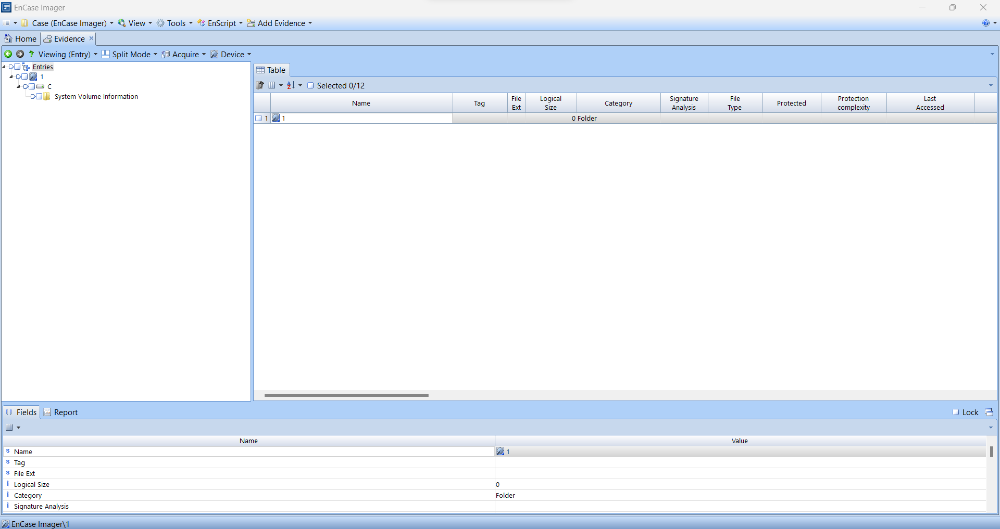 EnCase Imager
Case (EnCase Imager) View Tools EnScript Add Evidence
Home Evidence
Viewing (Entry) Split Mode Acquire Device
Entries
1
C
System Volume Information
Table
Selected 0/12
Name Tag File Ext Logical Size Category Signature Analysis File Type Protected Protection complexity Last Accessed
1 1 0 Folder
Fields Report Lock
Name Value
Name 1
Tag
File Ext
Logical Size 0
Category Folder
Signature Analysis
EnCase Imager\1